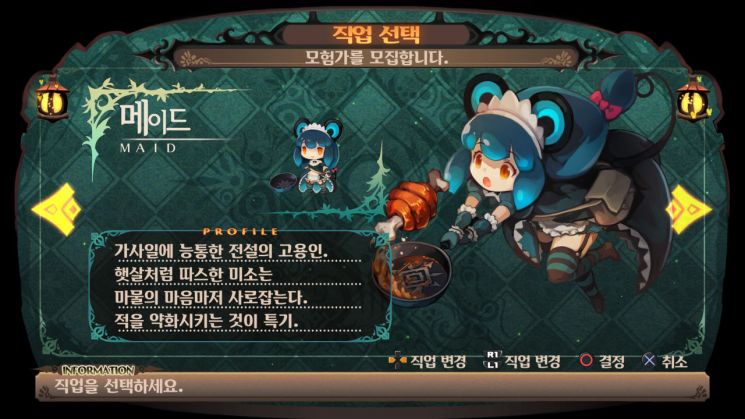 직업 선택
모험가를 모집합니다.
메이드
MAID
PROFILE
가사일에 능통한 전설의 고용인.
햇살처럼 따스한 미소는
마물의 마음마저 사로잡는다.
적을 약화시키는 것이 특기.
직업 변경 R1 L1 직업 변경 결정 취소
INFORMATION
직업을 선택하세요.